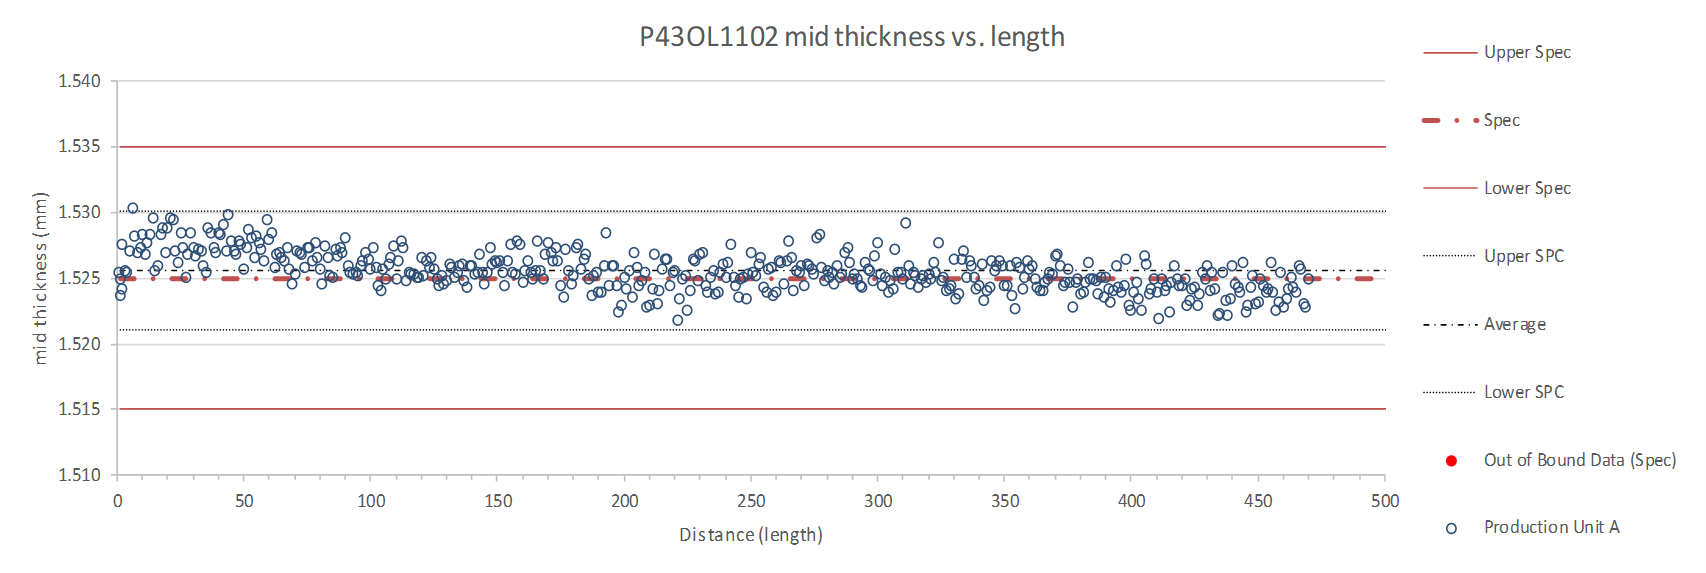 P43OL1102 mid thickness vs. length
1.540
1.535
1.530
1.525
1.520
1.515
1.510
mid thickness (mm)
0 50 100 150 200 250 300 350 400 450 500
Distance (length)
Upper Spec
Spec
Lower Spec
Upper SPC
Average
Lower SPC
Out of Bound Data (Spec)
Production Unit A